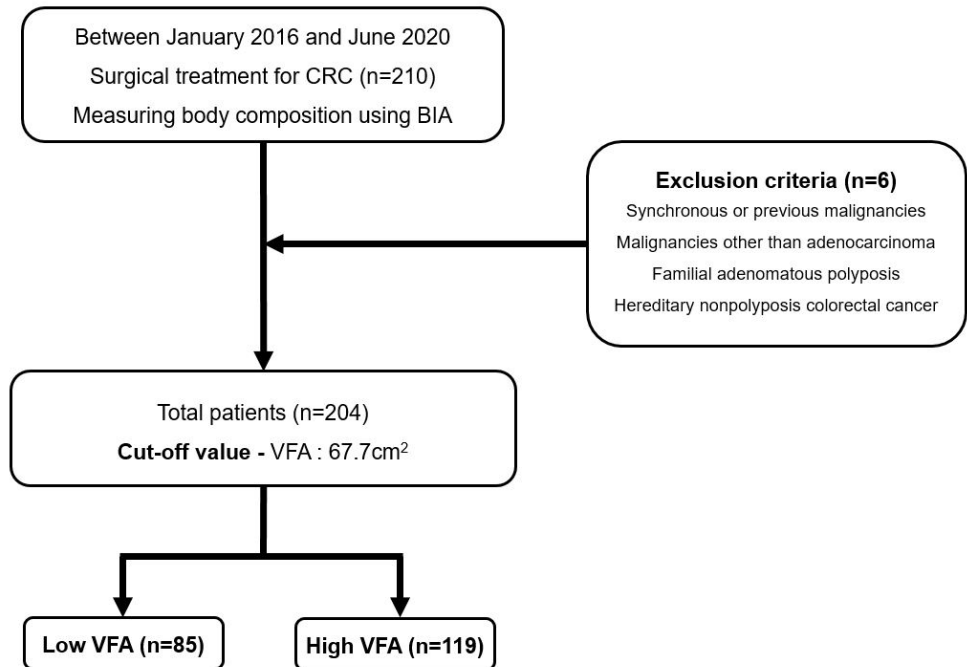 Between January 2016 and June 2020
Surgical treatment for CRC (n=210)
Measuring body composition using BIA
Exclusion criteria (n=6)
Synchronous or previous malignancies
Malignancies other than adenocarcinoma
Familial adenomatous polyposis
Hereditary nonpolyposis colorectal cancer
Total patients (n=204)
Cut-off value - VFA : 67.7cm²
Low VFA (n=85)
High VFA (n=119)